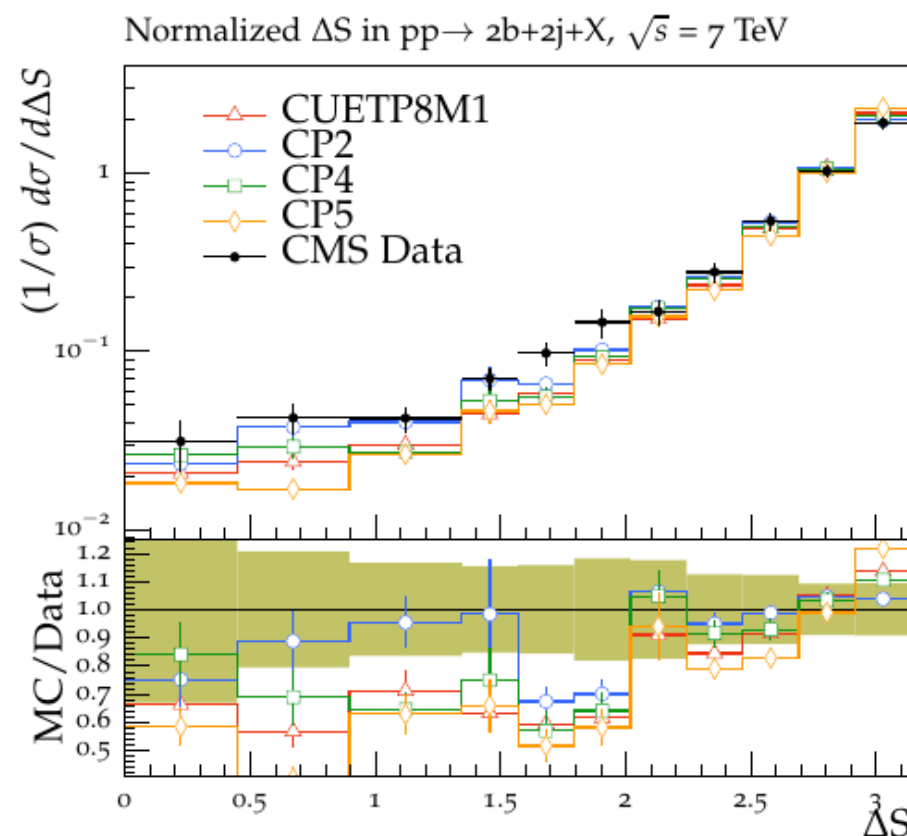 Normalized ΔS in pp→ 2b+2j+X, √s = 7 TeV
(1/σ) dσ/dΔS
CUETP8M1
CP2
CP4
CP5
CMS Data
1
10⁻¹
10⁻²
MC/Data
1.2
1.1
1.0
0.9
0.8
0.7
0.6
0.5
0 0.5 1 1.5 2 2.5 3
ΔS